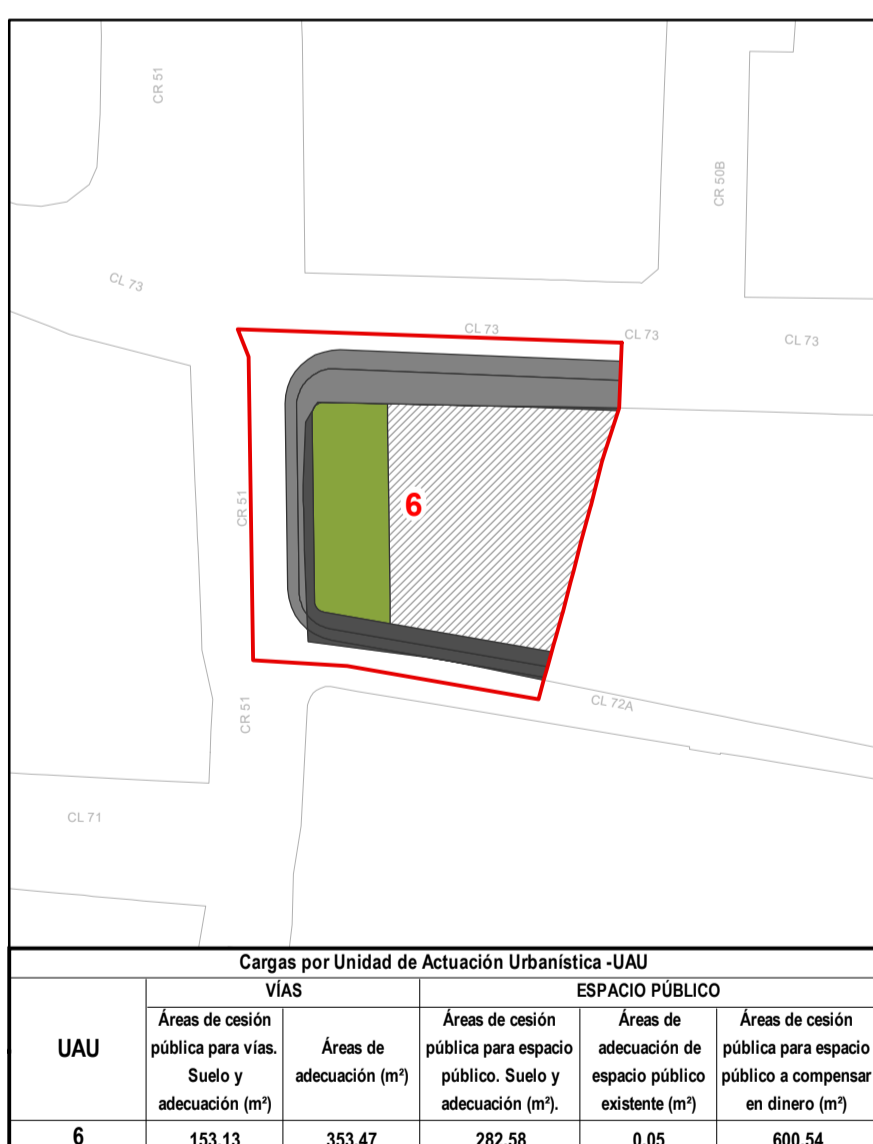 CR 51
CR 50B
CL 73
CL 73
CL 73
CL 73
6
CR 51
CL 72A
CR 51
CL 71
Cargas por Unidad de Actuación Urbanística -UAU
UAU
VÍAS
ESPACIO PÚBLICO
Áreas de cesión
pública para vías.
Suelo y
adecuación (m²)
Áreas de
adecuación (m²)
Áreas de cesión
pública para espacio
público. Suelo y
adecuación (m²).
Áreas de
adecuación de
espacio público
existente (m²)
Áreas de cesión
pública para espacio
público a compensar
en dinero (m²)
6 153.13 353.47 282.58 0.05 600.54